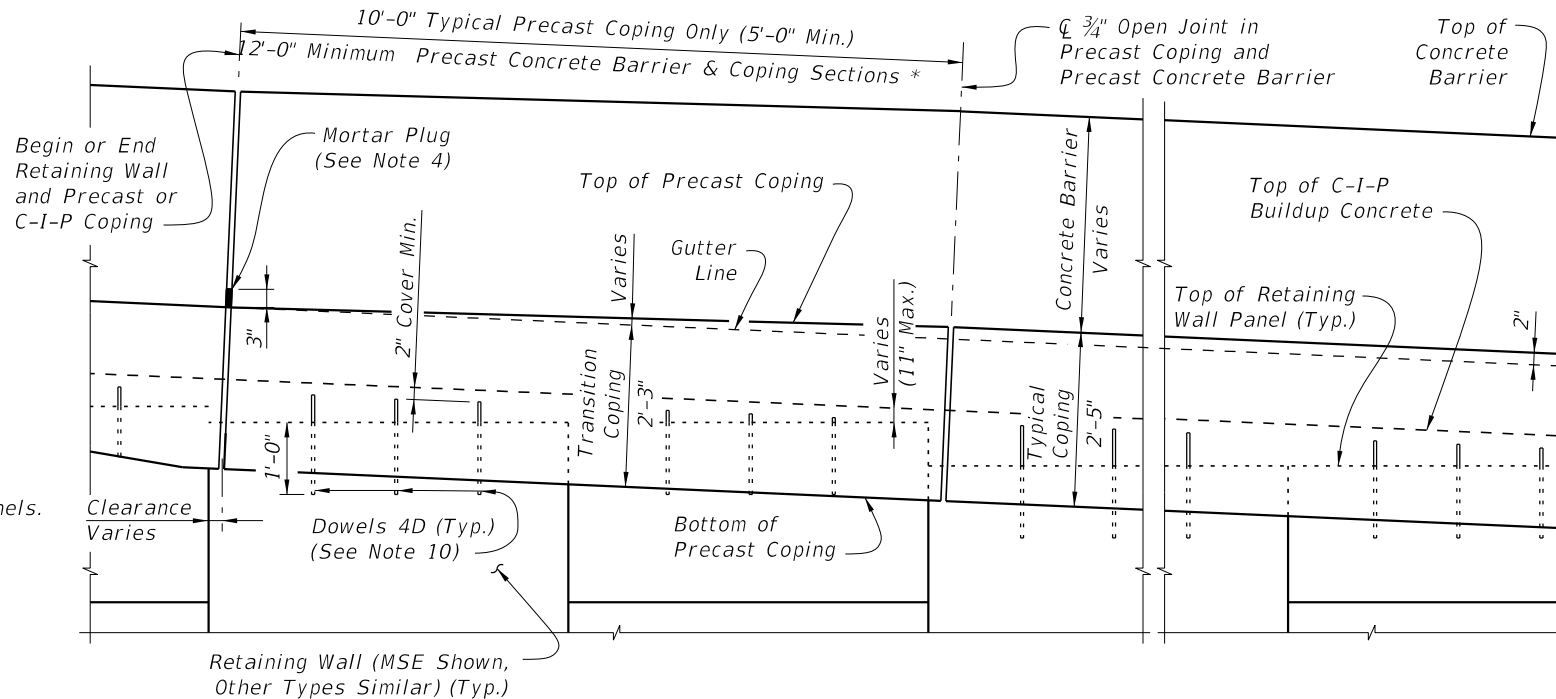 10'-0" Typical Precast Coping Only (5'-0" Min.)
12'-0" Minimum Precast Concrete Barrier & Coping Sections *
℄ ¾" Open Joint in
Precast Coping and
Precast Concrete Barrier
Top of
Concrete
Barrier
Begin or End
Retaining Wall
and Precast or
C-I-P Coping
Mortar Plug
(See Note 4)
Top of Precast Coping
Gutter
Line
Top of C-I-P
Buildup Concrete
Top of Retaining
Wall Panel (Typ.)
Concrete Barrier
Varies
2" Cover Min.
Varies
Varies
(11" Max.)
3"
2"
Transition
Coping
2'-3"
Typical
Coping
2'-5"
1'-0"
nels.
Clearance
Varies
Dowels 4D (Typ.)
(See Note 10)
Bottom of
Precast Coping
Retaining Wall (MSE Shown,
Other Types Similar) (Typ.)